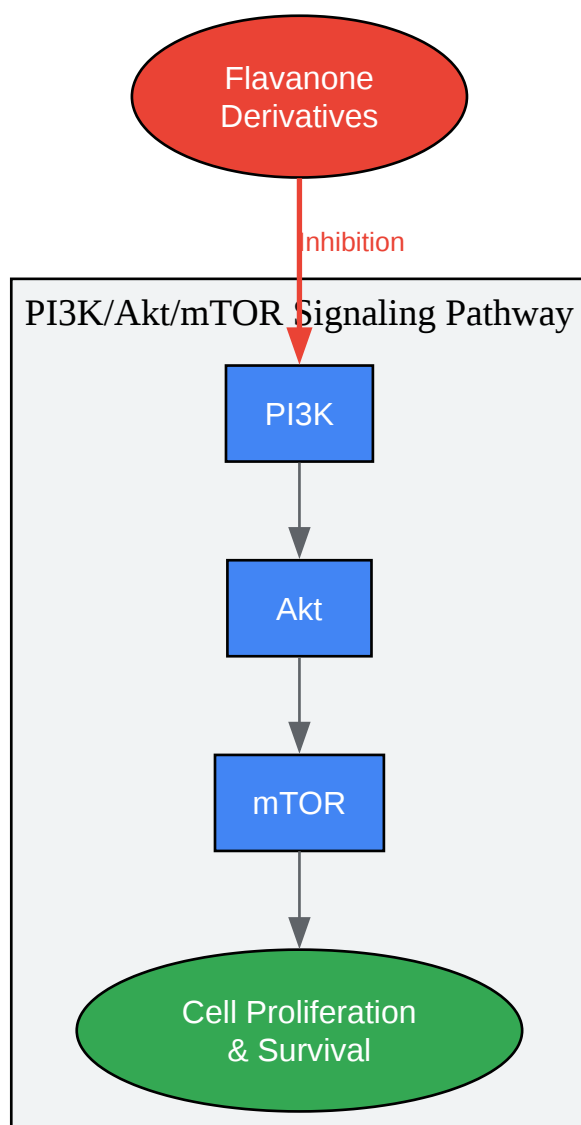 Flavanone
Derivatives
Inhibition
PI3K/Akt/mTOR Signaling Pathway
PI3K
Akt
mTOR
Cell Proliferation
& Survival